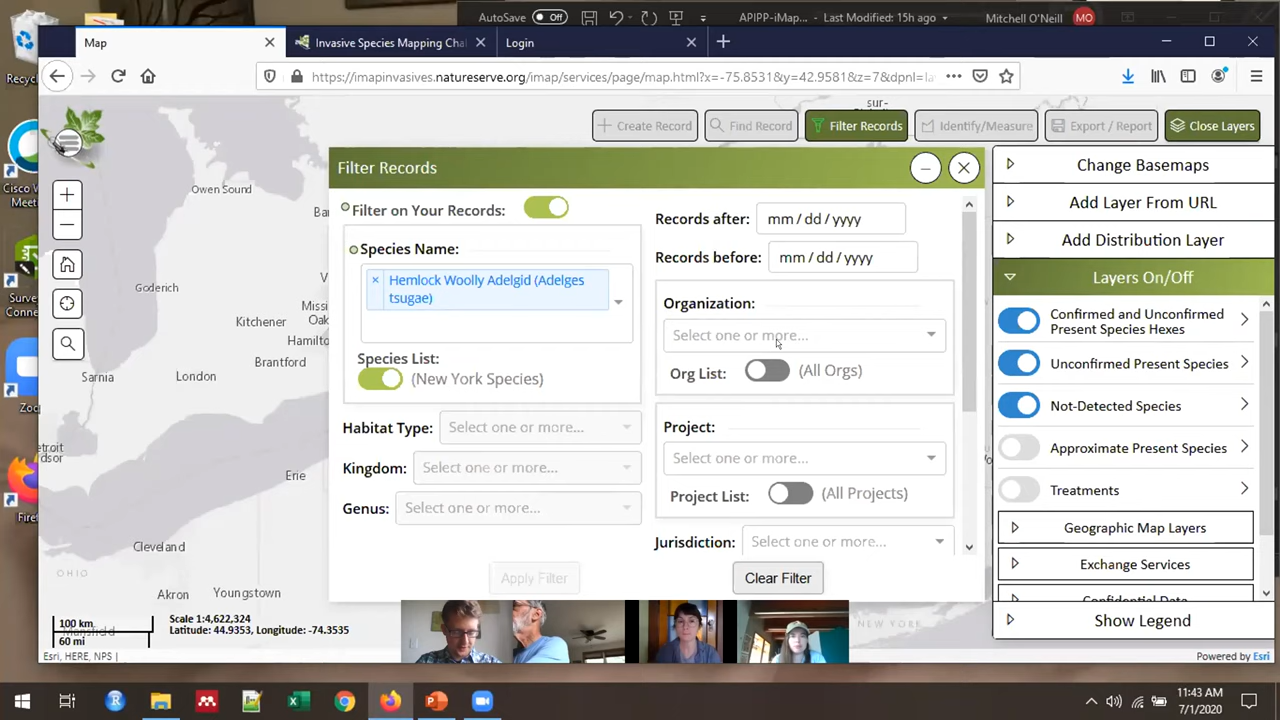 AutoSave Off
APIPP-iMap...
Last Modified: 15h ago
Mitchell O'Neill
MO
Map
Invasive Species Mapping Cha
Login
https://imapinvasives.natureserve.org/imap/services/page/map.html?x=-75.8531&y=42.9581&z=7&dpnl=la
Create Record
Find Record
Filter Records
Identify/Measure
Export / Report
Close Layers
Filter Records
Filter on Your Records:
Species Name:
Hemlock Woolly Adelgid (Adelges
tsugae)
Species List:
(New York Species)
Habitat Type: Select one or more...
Kingdom: Select one or more...
Genus: Select one or more...
Records after: mm / dd / yyyy
Records before: mm / dd / yyyy
Organization:
Select one or more...
Org List: (All Orgs)
Project:
Select one or more...
Project List: (All Projects)
Jurisdiction: Select one or more...
Apply Filter
Clear Filter
Change Basemaps
Add Layer From URL
Add Distribution Layer
Layers On/Off
Confirmed and Unconfirmed
Present Species Hexes
Unconfirmed Present Species
Not-Detected Species
Approximate Present Species
Treatments
Geographic Map Layers
Exchange Services
Confidential Data
Show Legend
Powered by Esri
sur-
Owen Sound
Goderich
Kitchener
Brantford
London
Sarnia
Erie
Cleveland
OHIO
Akron
Youngstown
NEW YORK
100 km
60 mi
Scale 1:4,622,324
Latitude: 44.9353, Longitude: -74.3535
Esri, HERE, NPS |
11:43 AM
7/1/2020